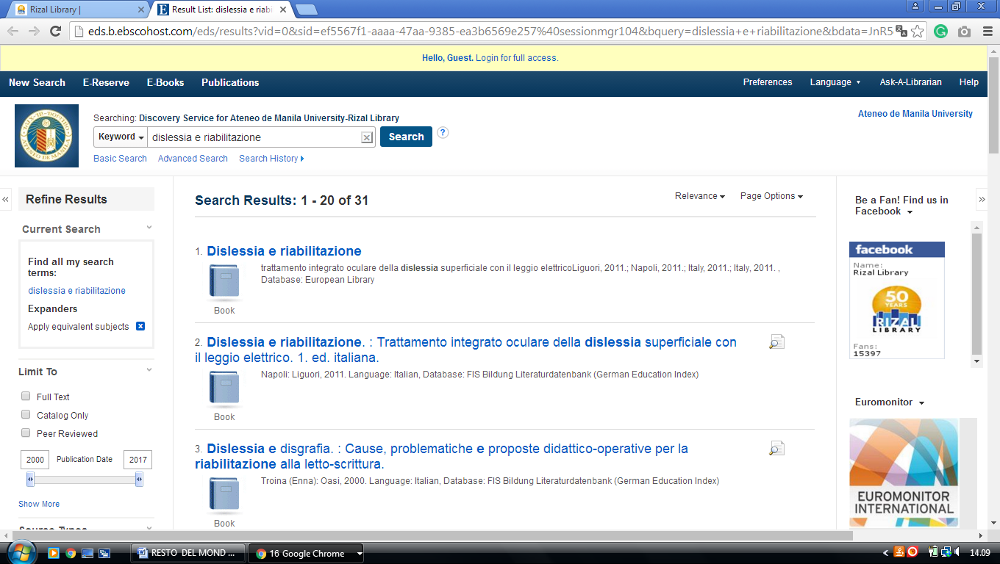 Rizal Library |
Result List: dislessia e riabi
eds.b.ebscohost.com/eds/results?vid=0&sid=ef5567f1-aaaa-47aa-9385-ea3b6569e257%40sessionmgr104&bquery=dislessia+e+riabilitazione&bdata=JnR5
Hello, Guest. Login for full access.
New Search E-Reserve E-Books Publications
Preferences Language Ask-A-Librarian Help
Searching: Discovery Service for Ateneo de Manila University-Rizal Library
Ateneo de Manila University
Keyword dislessia e riabilitazione Search ?
Basic Search Advanced Search Search History
Refine Results
Current Search
Find all my search
terms:
dislessia e riabilitazione
Expanders
Apply equivalent subjects
Limit To
Full Text
Catalog Only
Peer Reviewed
2000 Publication Date 2017
Show More
Source Types
Search Results: 1 - 20 of 31
Relevance Page Options
1. Dislessia e riabilitazione
trattamento integrato oculare della dislessia superficiale con il leggio elettricoLiguori, 2011.; Napoli, 2011.; Italy, 2011.; Italy, 2011. ,
Database: European Library
Book
2. Dislessia e riabilitazione. : Trattamento integrato oculare della dislessia superficiale con
il leggio elettrico. 1. ed. italiana.
Napoli: Liguori, 2011. Language: Italian, Database: FIS Bildung Literaturdatenbank (German Education Index)
Book
3. Dislessia e disgrafia. : Cause, problematiche e proposte didattico-operative per la
riabilitazione alla letto-scrittura.
Troina (Enna): Oasi, 2000. Language: Italian, Database: FIS Bildung Literaturdatenbank (German Education Index)
Book
Be a Fan! Find us in
Facebook
facebook
Name:
Rizal Library
50
YEARS
RIZAL
LIBRARY
Fans:
15397
Euromonitor
EUROMONITOR
INTERNATIONAL
RESTO DEL MOND ...
16 Google Chrome
14.09